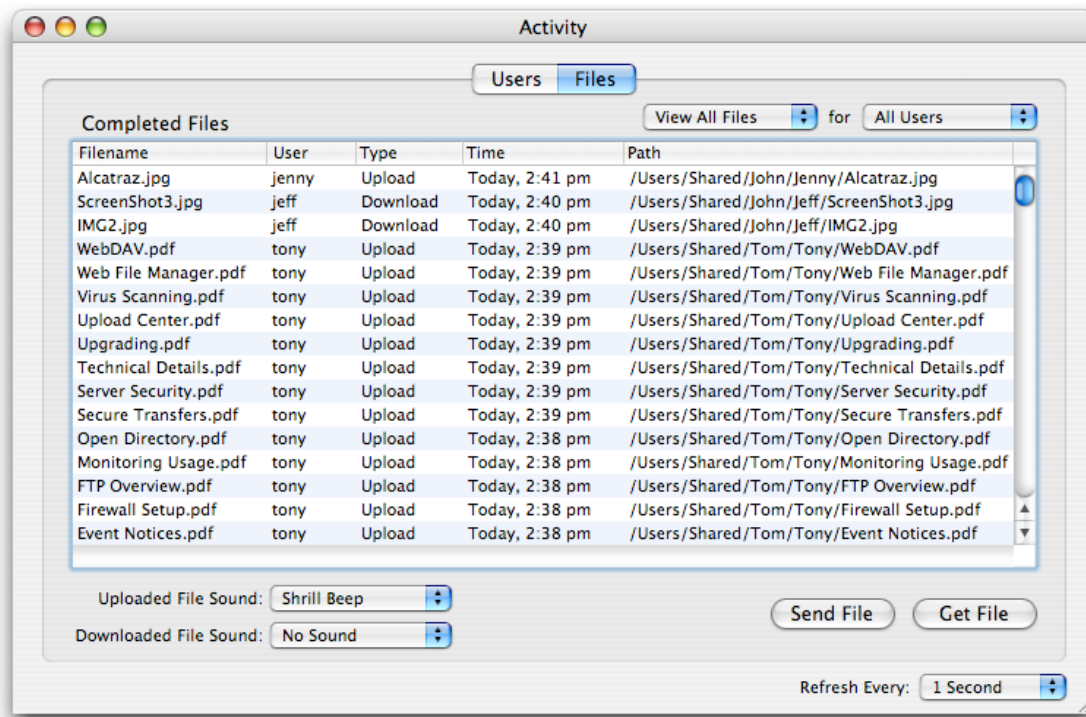 Activity
Users Files
Completed Files View All Files for All Users
Filename User Type Time Path
Alcatraz.jpg jenny Upload Today, 2:41 pm /Users/Shared/John/Jenny/Alcatraz.jpg
ScreenShot3.jpg jeff Download Today, 2:40 pm /Users/Shared/John/Jeff/ScreenShot3.jpg
IMG2.jpg jeff Download Today, 2:40 pm /Users/Shared/John/Jeff/IMG2.jpg
WebDAV.pdf tony Upload Today, 2:39 pm /Users/Shared/Tom/Tony/WebDAV.pdf
Web File Manager.pdf tony Upload Today, 2:39 pm /Users/Shared/Tom/Tony/Web File Manager.pdf
Virus Scanning.pdf tony Upload Today, 2:39 pm /Users/Shared/Tom/Tony/Virus Scanning.pdf
Upload Center.pdf tony Upload Today, 2:39 pm /Users/Shared/Tom/Tony/Upload Center.pdf
Upgrading.pdf tony Upload Today, 2:39 pm /Users/Shared/Tom/Tony/Upgrading.pdf
Technical Details.pdf tony Upload Today, 2:39 pm /Users/Shared/Tom/Tony/Technical Details.pdf
Server Security.pdf tony Upload Today, 2:39 pm /Users/Shared/Tom/Tony/Server Security.pdf
Secure Transfers.pdf tony Upload Today, 2:39 pm /Users/Shared/Tom/Tony/Secure Transfers.pdf
Open Directory.pdf tony Upload Today, 2:38 pm /Users/Shared/Tom/Tony/Open Directory.pdf
Monitoring Usage.pdf tony Upload Today, 2:38 pm /Users/Shared/Tom/Tony/Monitoring Usage.pdf
FTP Overview.pdf tony Upload Today, 2:38 pm /Users/Shared/Tom/Tony/FTP Overview.pdf
Firewall Setup.pdf tony Upload Today, 2:38 pm /Users/Shared/Tom/Tony/Firewall Setup.pdf
Event Notices.pdf tony Upload Today, 2:38 pm /Users/Shared/Tom/Tony/Event Notices.pdf
Uploaded File Sound: Shrill Beep
Send File Get File
Downloaded File Sound: No Sound
Refresh Every: 1 Second